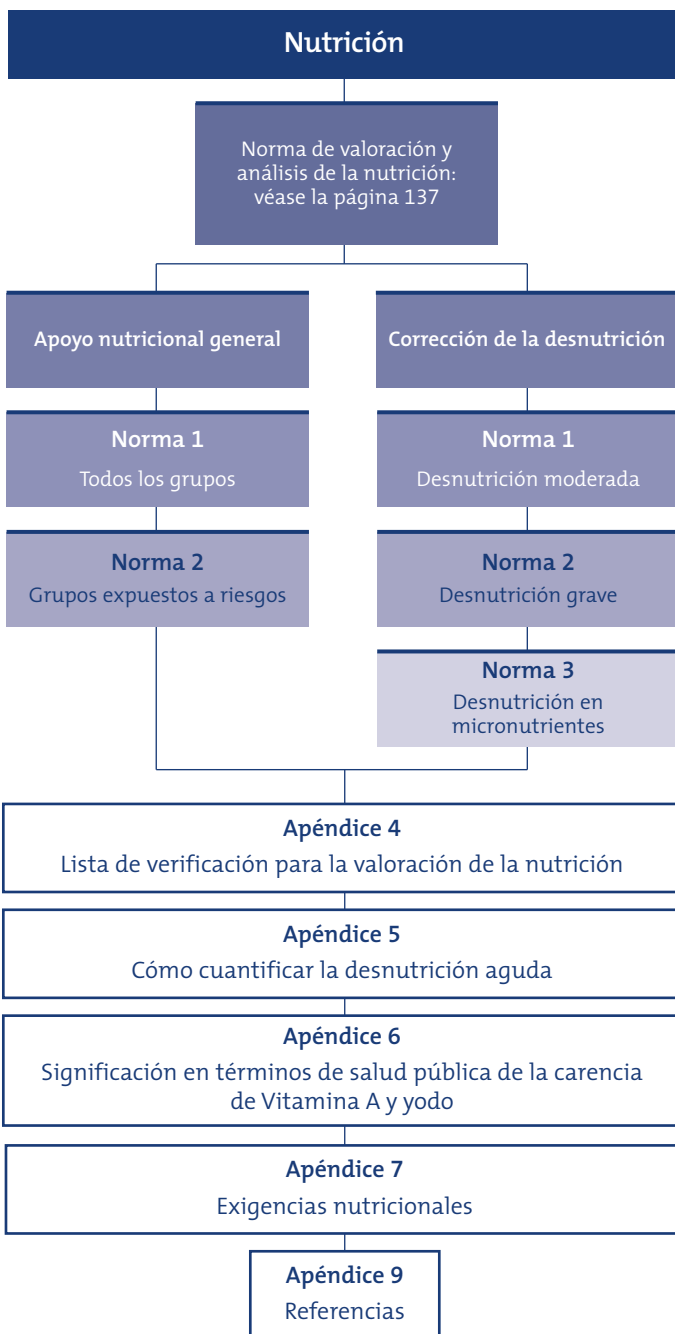 Nutrición
Norma de valoración y
análisis de la nutrición:
véase la página 137
Apoyo nutricional general
Corrección de la desnutrición
Norma 1
Todos los grupos
Norma 1
Desnutrición moderada
Norma 2
Grupos expuestos a riesgos
Norma 2
Desnutrición grave
Norma 3
Desnutrición en
micronutrientes
Apéndice 4
Lista de verificación para la valoración de la nutrición
Apéndice 5
Cómo cuantificar la desnutrición aguda
Apéndice 6
Significación en términos de salud pública de la carencia
de Vitamina A y yodo
Apéndice 7
Exigencias nutricionales
Apéndice 9
Referencias